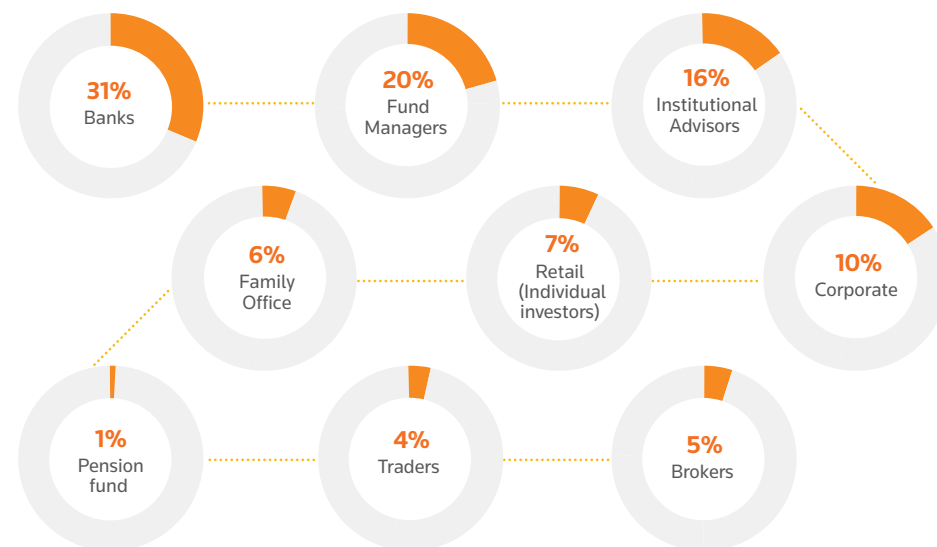 31%
Banks
20%
Fund
Managers
16%
Institutional
Advisors
6%
Family
Office
7%
Retail
(Individual
investors)
10%
Corporate
1%
Pension
fund
4%
Traders
5%
Brokers